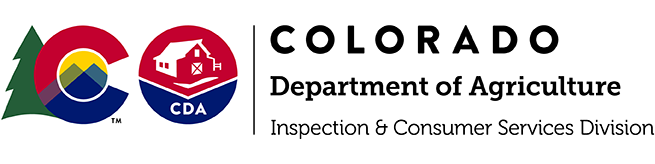 TM
CDA
COLORADO
Department of Agriculture
Inspection & Consumer Services Division